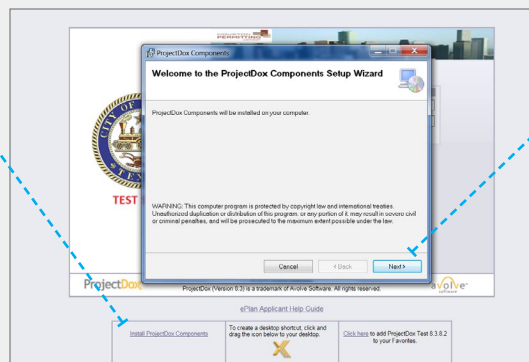 PERMITTING
ProjectDox Components
Welcome to the ProjectDox Components Setup Wizard
CITY OF
ProjectDox Components will be installed on your computer.
TEST
WARNING: This computer program is protected by copyright law and international treaties.
Unauthorized duplication or distribution of this program, or any portion of it, may result in severe civil
or criminal penalties, and will be prosecuted to the maximum extent possible under the law.
Cancel
< Back
Next >
ProjectDox
ProjectDox (Version 8.3) is a trademark of Avolve Software. All rights reserved.
avolve
software
ePlan Applicant Help Guide
Install ProjectDox Components
To create a desktop shortcut, click and
drag the icon below to your desktop.
Click here to add ProjectDox Test 8.3.6.2
to your Favorites.